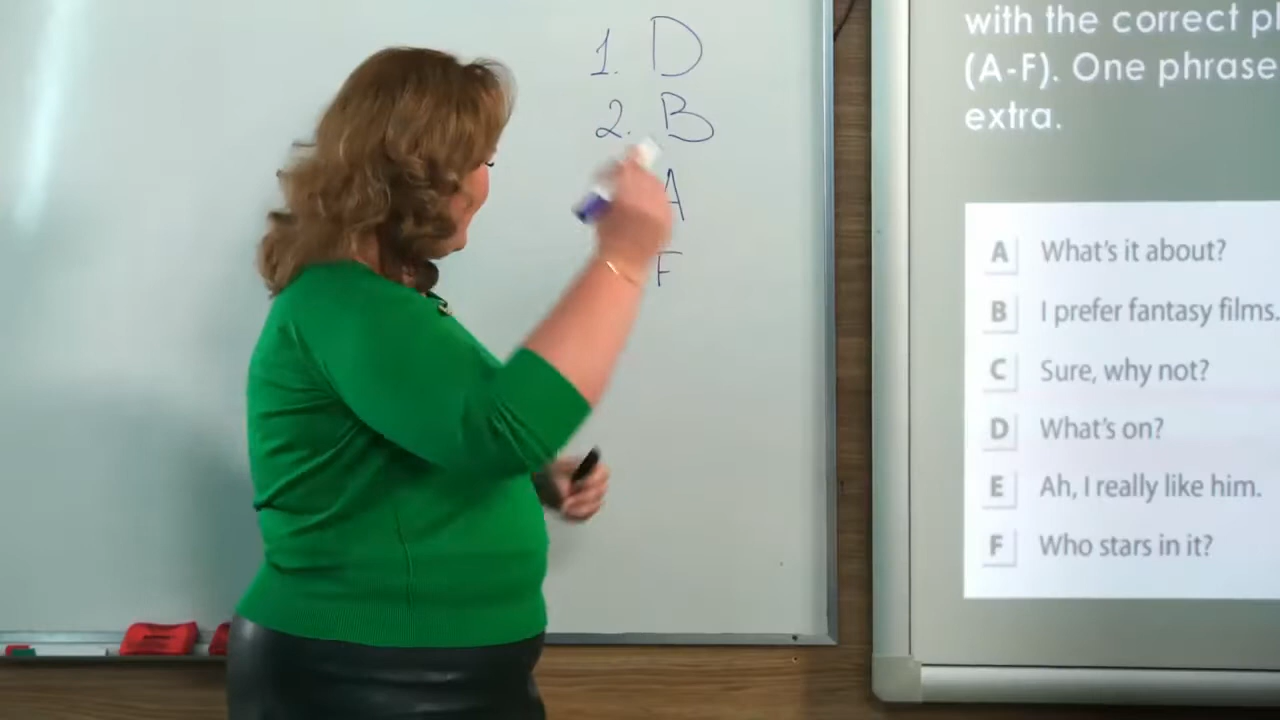 1. D
2. B
A
F
with the correct
(A-F). One phrase
extra.
A What's it about?
B I prefer fantasy films.
C Sure, why not?
D What's on?
E Ah, I really like him.
F Who stars in it?